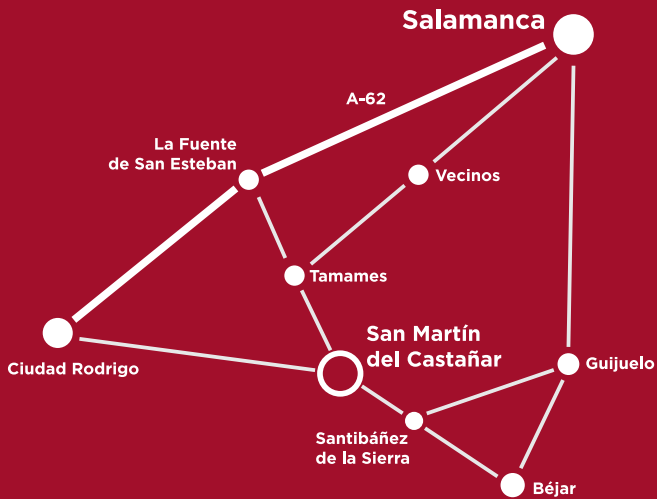 Salamanca
A-62
La Fuente
de San Esteban
Vecinos
Tamames
San Martín
del Castañar
Ciudad Rodrigo
Guijuelo
Santibáñez
de la Sierra
Béjar